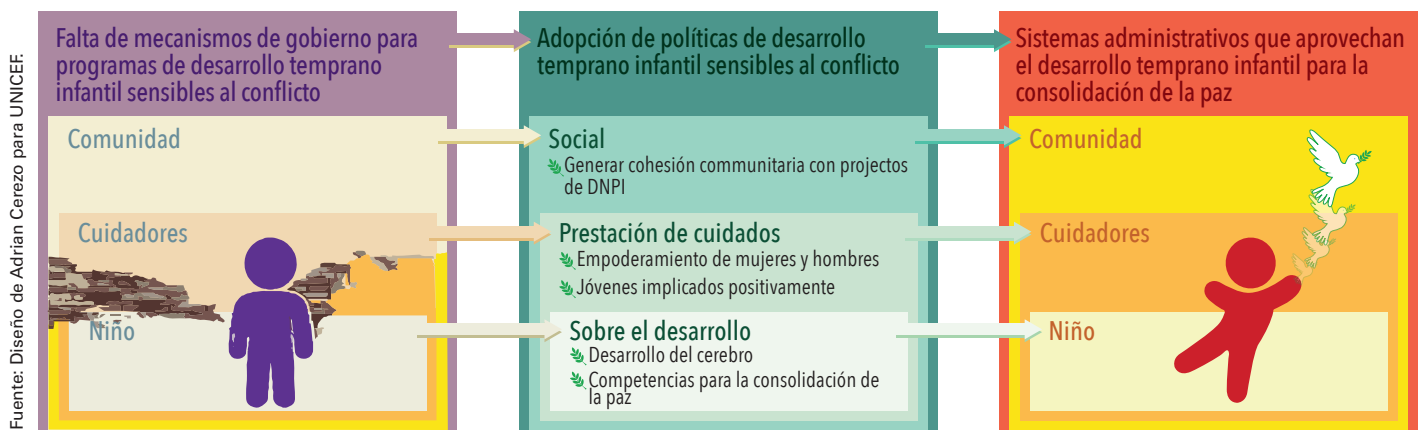 Fuente: Diseño de Adrian Cerezo para UNICEF.
Falta de mecanismos de gobierno para
programas de desarrollo temprano
infantil sensibles al conflicto
Comunidad
Cuidadores
Niño
Adopción de políticas de desarrollo
temprano infantil sensibles al conflicto
Social
Generar cohesión communitaria con projectos
de DNPI
Prestación de cuidados
Empoderamiento de mujeres y hombres
Jóvenes implicados positivamente
Sobre el desarrollo
Desarrollo del cerebro
Competencias para la consolidación de
la paz
Sistemas administrativos que aprovechan
el desarrollo temprano infantil para la
consolidación de la paz
Comunidad
Cuidadores
Niño